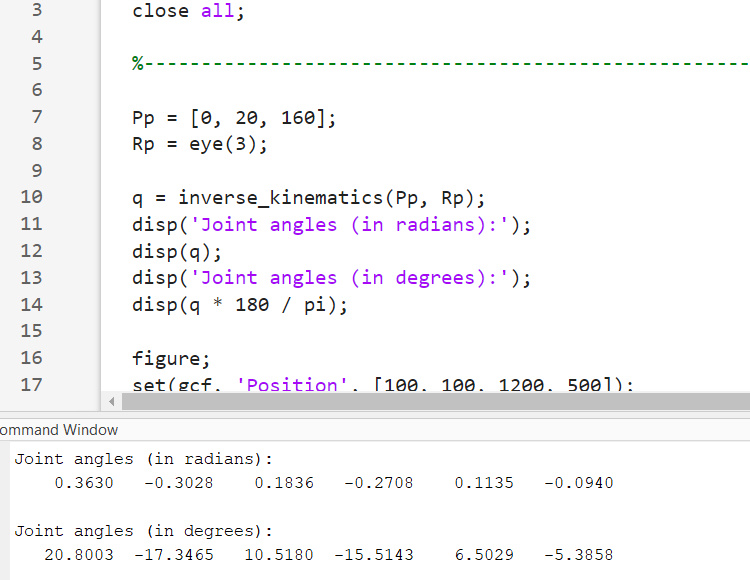 3 close all;
4
5 %-----------------------------------------------------
6
7 Pp = [0, 20, 160];
8 Rp = eye(3);
9
10 q = inverse_kinematics(Pp, Rp);
11 disp('Joint angles (in radians):');
12 disp(q);
13 disp('Joint angles (in degrees):');
14 disp(q * 180 / pi);
15
16 figure;
17 set(gcf, 'Position', [100, 100, 1200, 500]);
ommand Window
Joint angles (in radians):
0.3630 -0.3028 0.1836 -0.2708 0.1135 -0.0940
Joint angles (in degrees):
20.8003 -17.3465 10.5180 -15.5143 6.5029 -5.3858